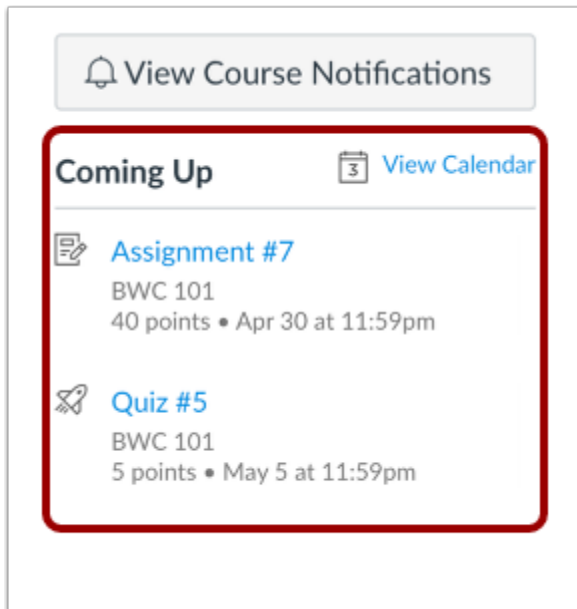 View Course Notifications
Coming Up
3 View Calendar
Assignment #7
BWC 101
40 points • Apr 30 at 11:59pm
Quiz #5
BWC 101
5 points • May 5 at 11:59pm